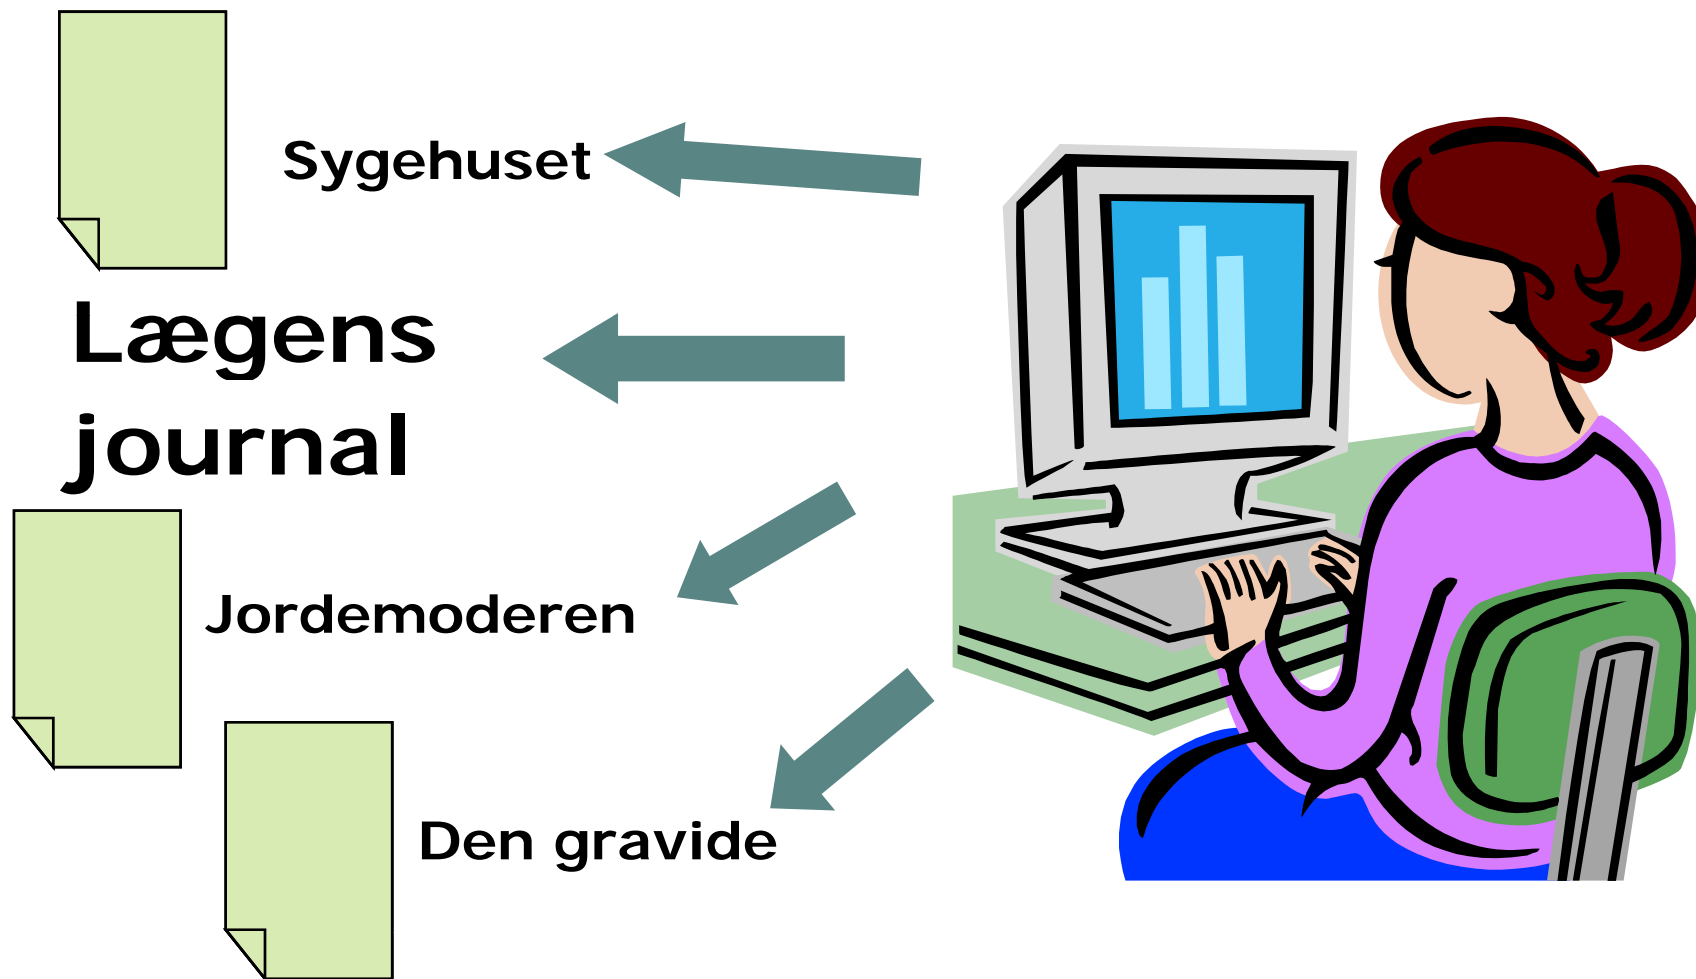 Sygehuset
Lægens
journal
Jordemoderen
Den gravide